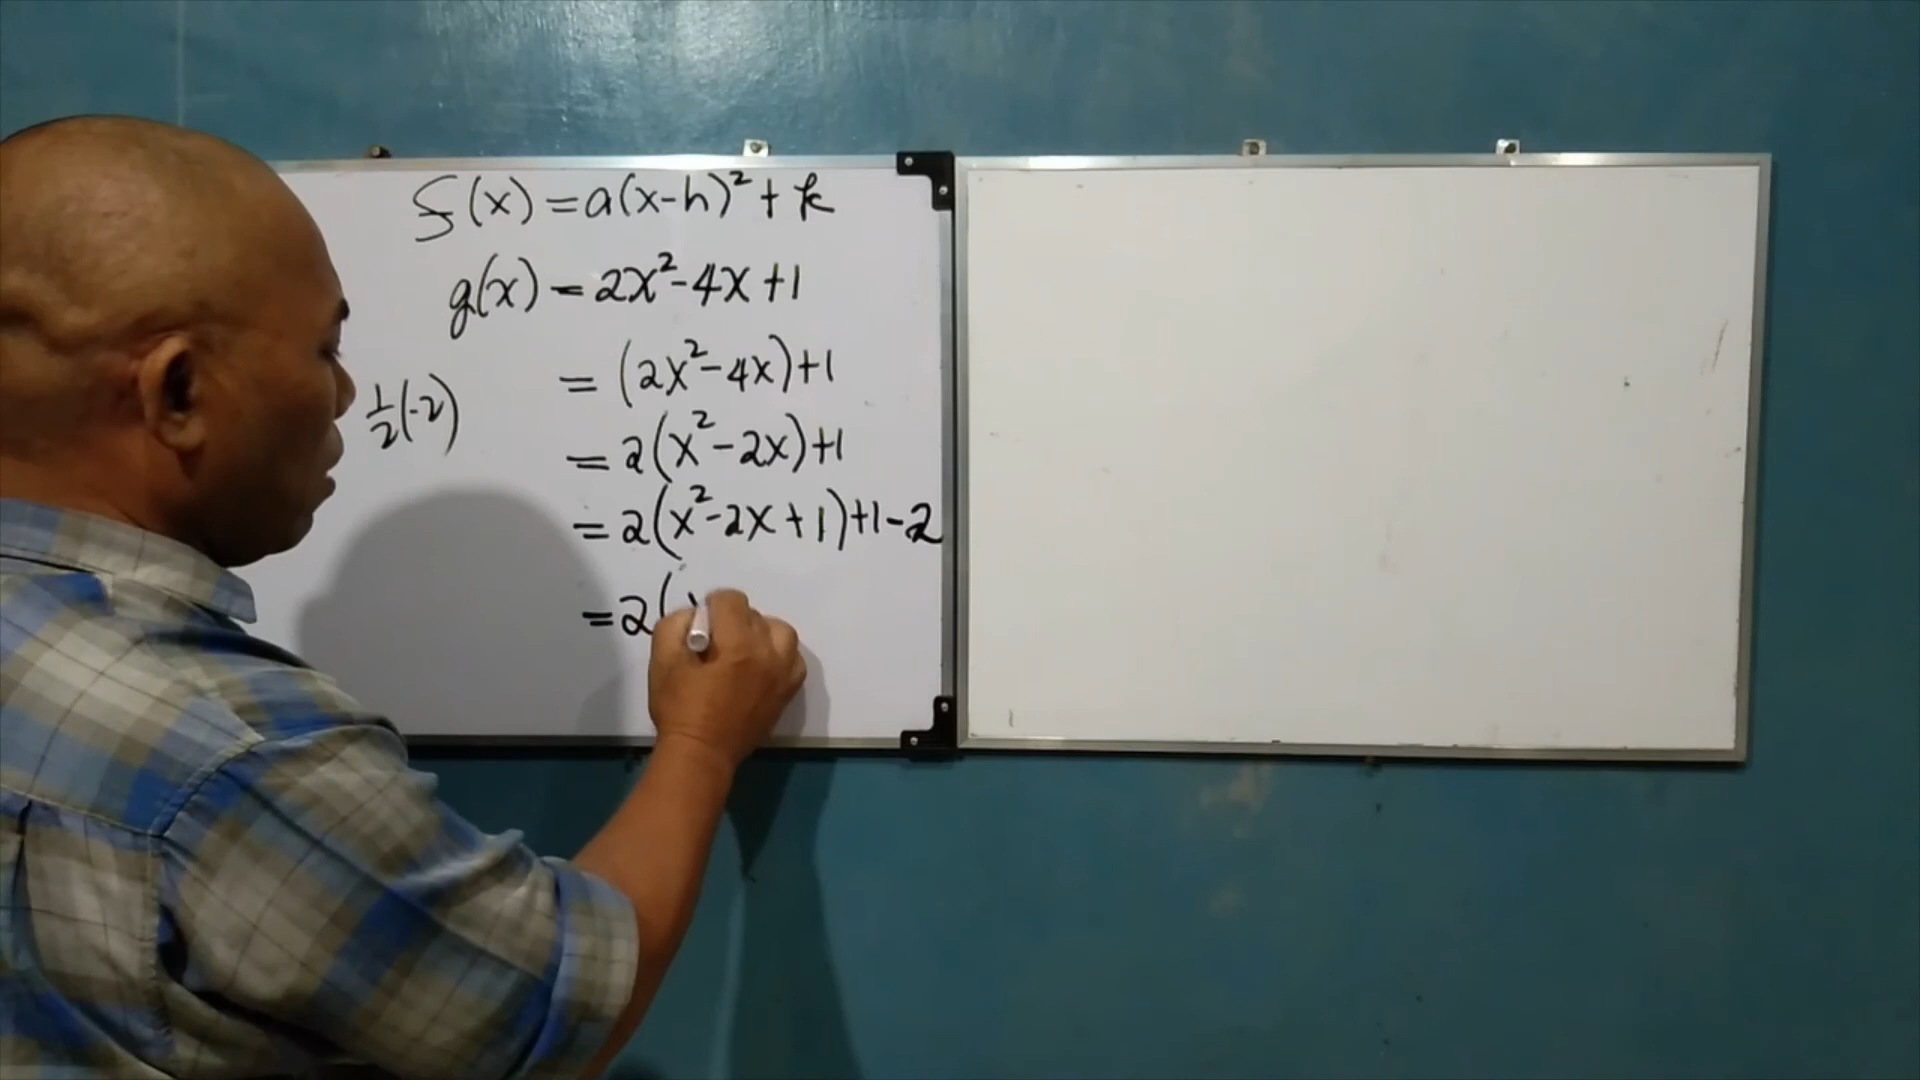 f(x) = a(x-h)² + k
g(x) = 2x² - 4x + 1
= (2x² - 4x) + 1
½(-2)
= 2(x² - 2x) + 1
= 2(x² - 2x + 1) + 1 - 2
= 2(x